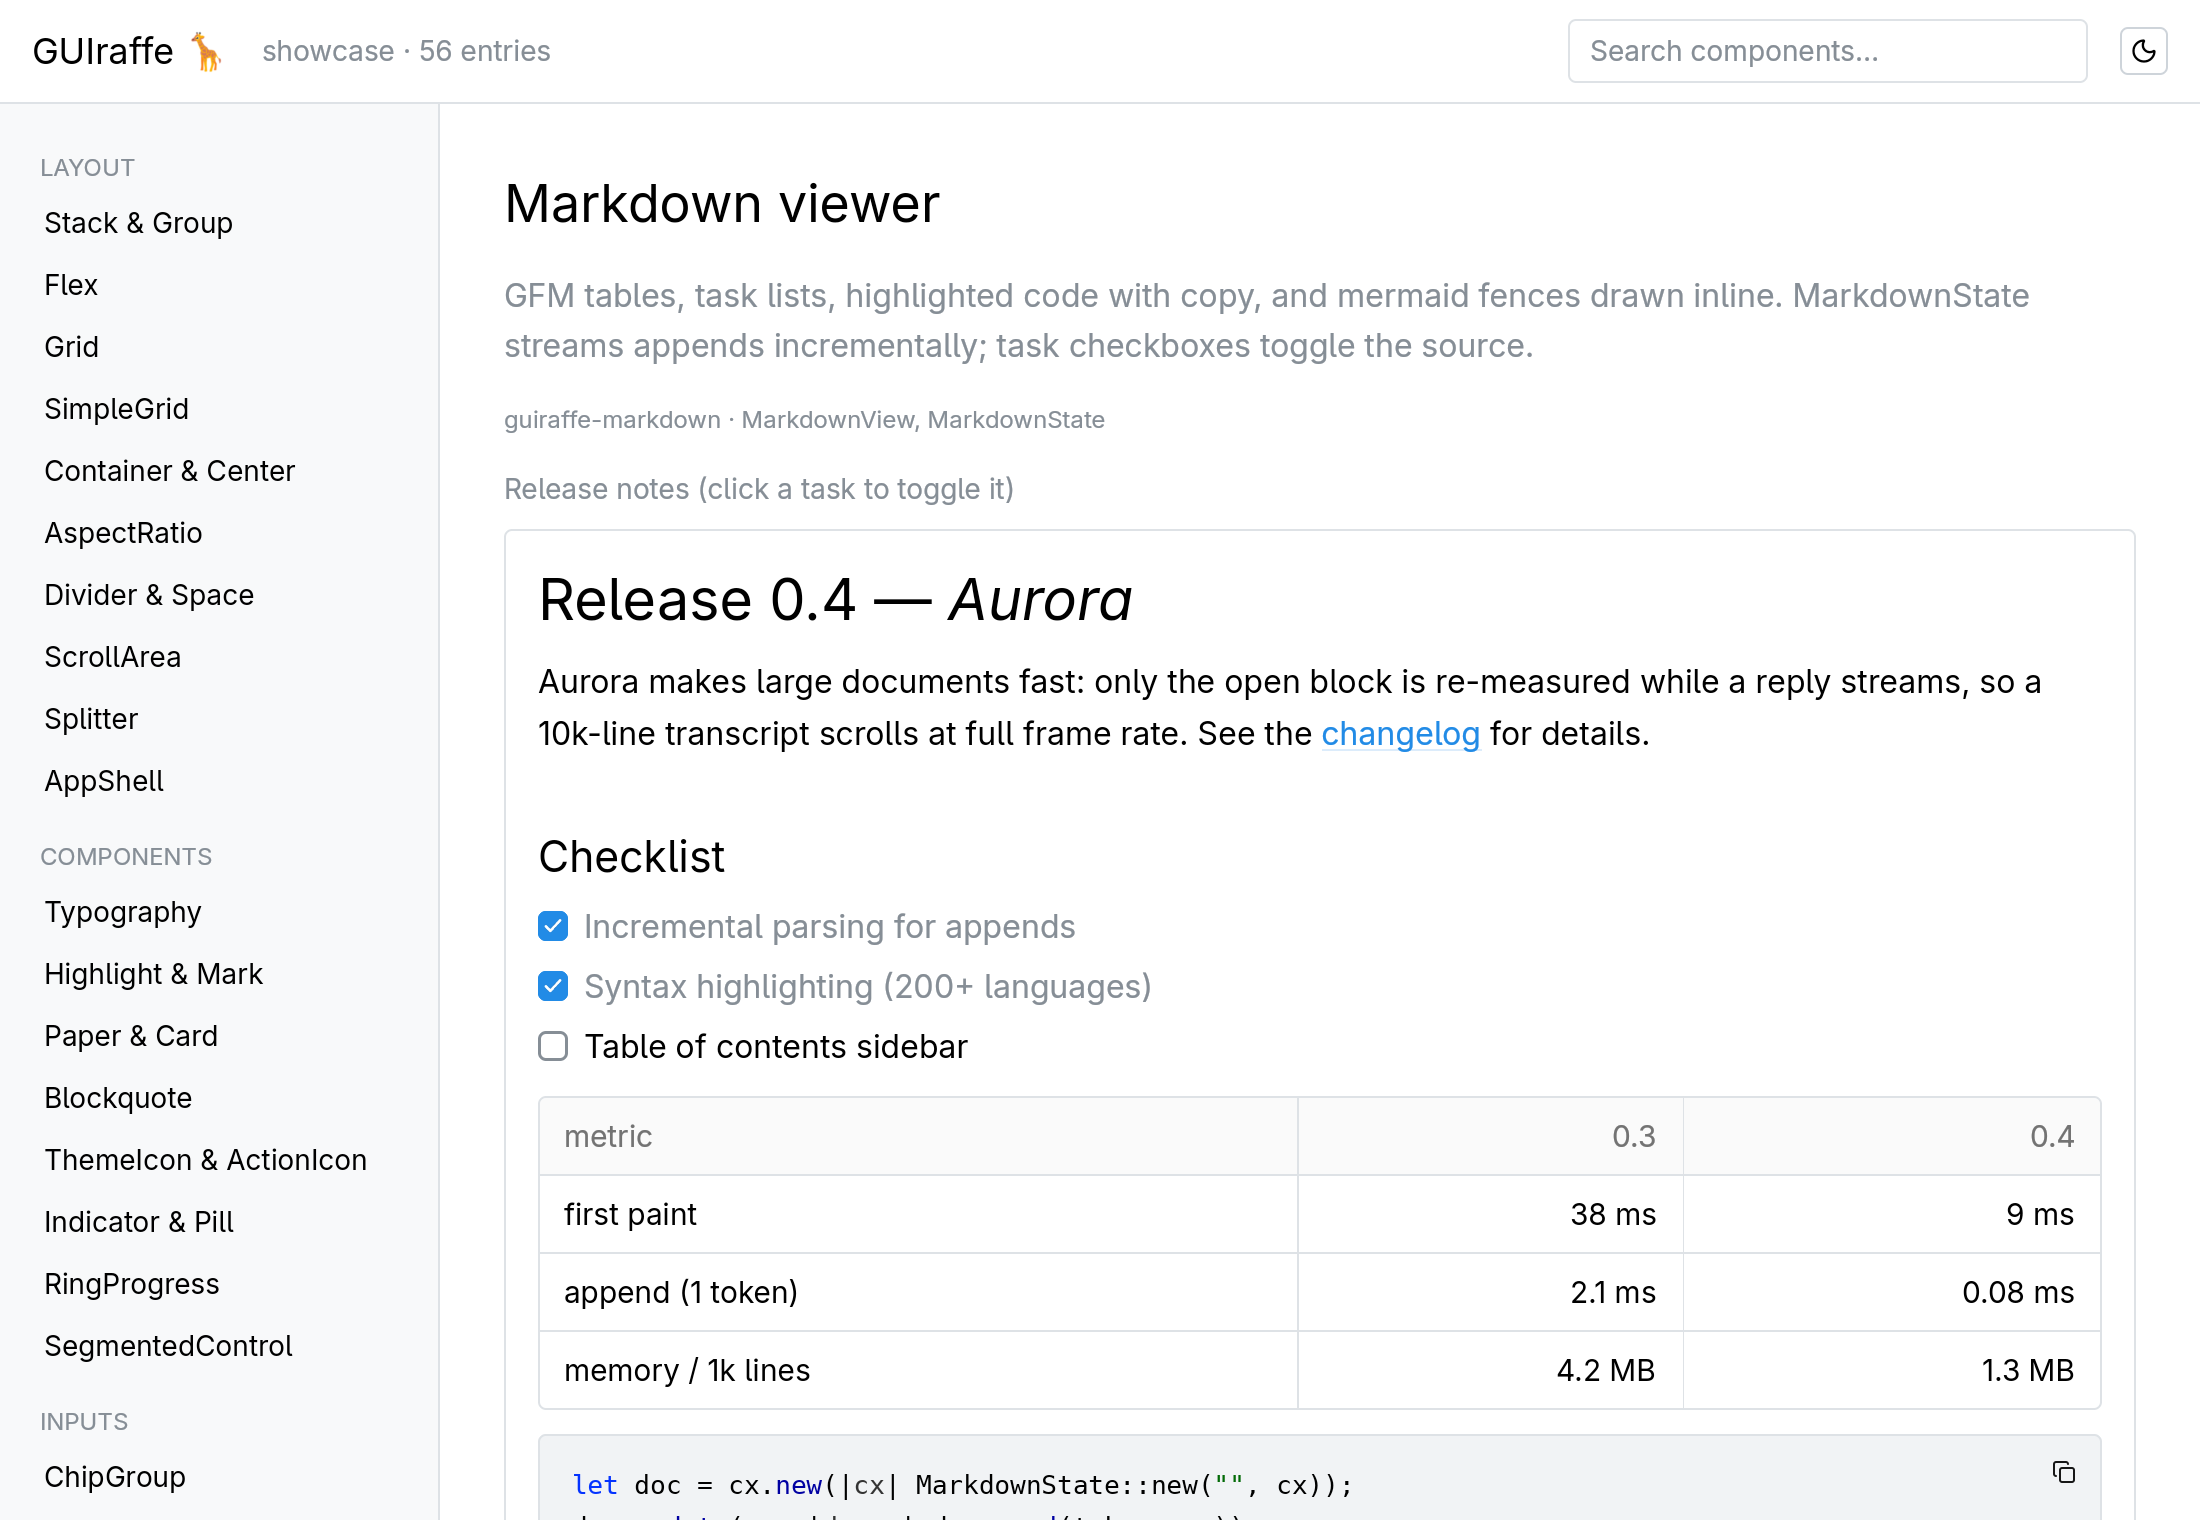 GUIraffe 🦒 showcase · 56 entries
Search components...
LAYOUT
Stack & Group
Flex
Grid
SimpleGrid
Container & Center
AspectRatio
Divider & Space
ScrollArea
Splitter
AppShell
COMPONENTS
Typography
Highlight & Mark
Paper & Card
Blockquote
ThemeIcon & ActionIcon
Indicator & Pill
RingProgress
SegmentedControl
INPUTS
ChipGroup
Markdown viewer
GFM tables, task lists, highlighted code with copy, and mermaid fences drawn inline. MarkdownState
streams appends incrementally; task checkboxes toggle the source.
guiraffe-markdown · MarkdownView, MarkdownState
Release notes (click a task to toggle it)
Release 0.4 — Aurora
Aurora makes large documents fast: only the open block is re-measured while a reply streams, so a
10k-line transcript scrolls at full frame rate. See the changelog for details.
Checklist
Incremental parsing for appends
Syntax highlighting (200+ languages)
Table of contents sidebar
metric 0.3 0.4
first paint 38 ms 9 ms
append (1 token) 2.1 ms 0.08 ms
memory / 1k lines 4.2 MB 1.3 MB
let doc = cx.new(|cx| MarkdownState::new("", cx));